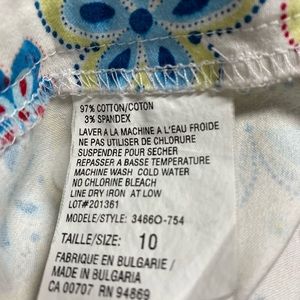 97% COTTON/COTON
3% SPANDEX
LAVER A LA MACHINE A L'EAU FROIDE
NE PAS UTILISER DE CHLORURE
SUSPENDRE POUR SECHER
REPASSER A BASSE TEMPERATURE
MACHINE WASH COLD WATER
NO CHLORINE BLEACH
LINE DRY IRON AT LOW
LOT#201361
MODELE/STYLE: 3466O-754
TAILLE/SIZE: 10
FABRIQUE EN BULGARIE/
MADE IN BULGARIA
CA 00707 RN 94869